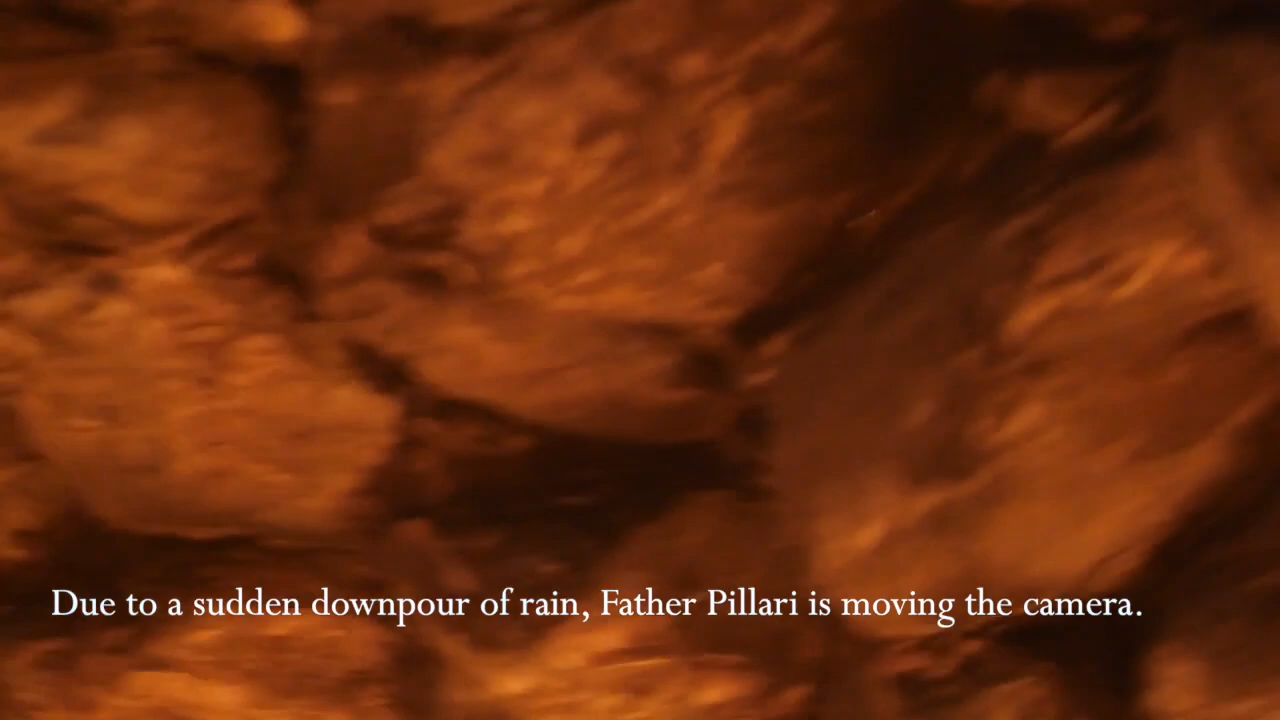 Due to a sudden downpour of rain, Father Pillari is moving the camera.